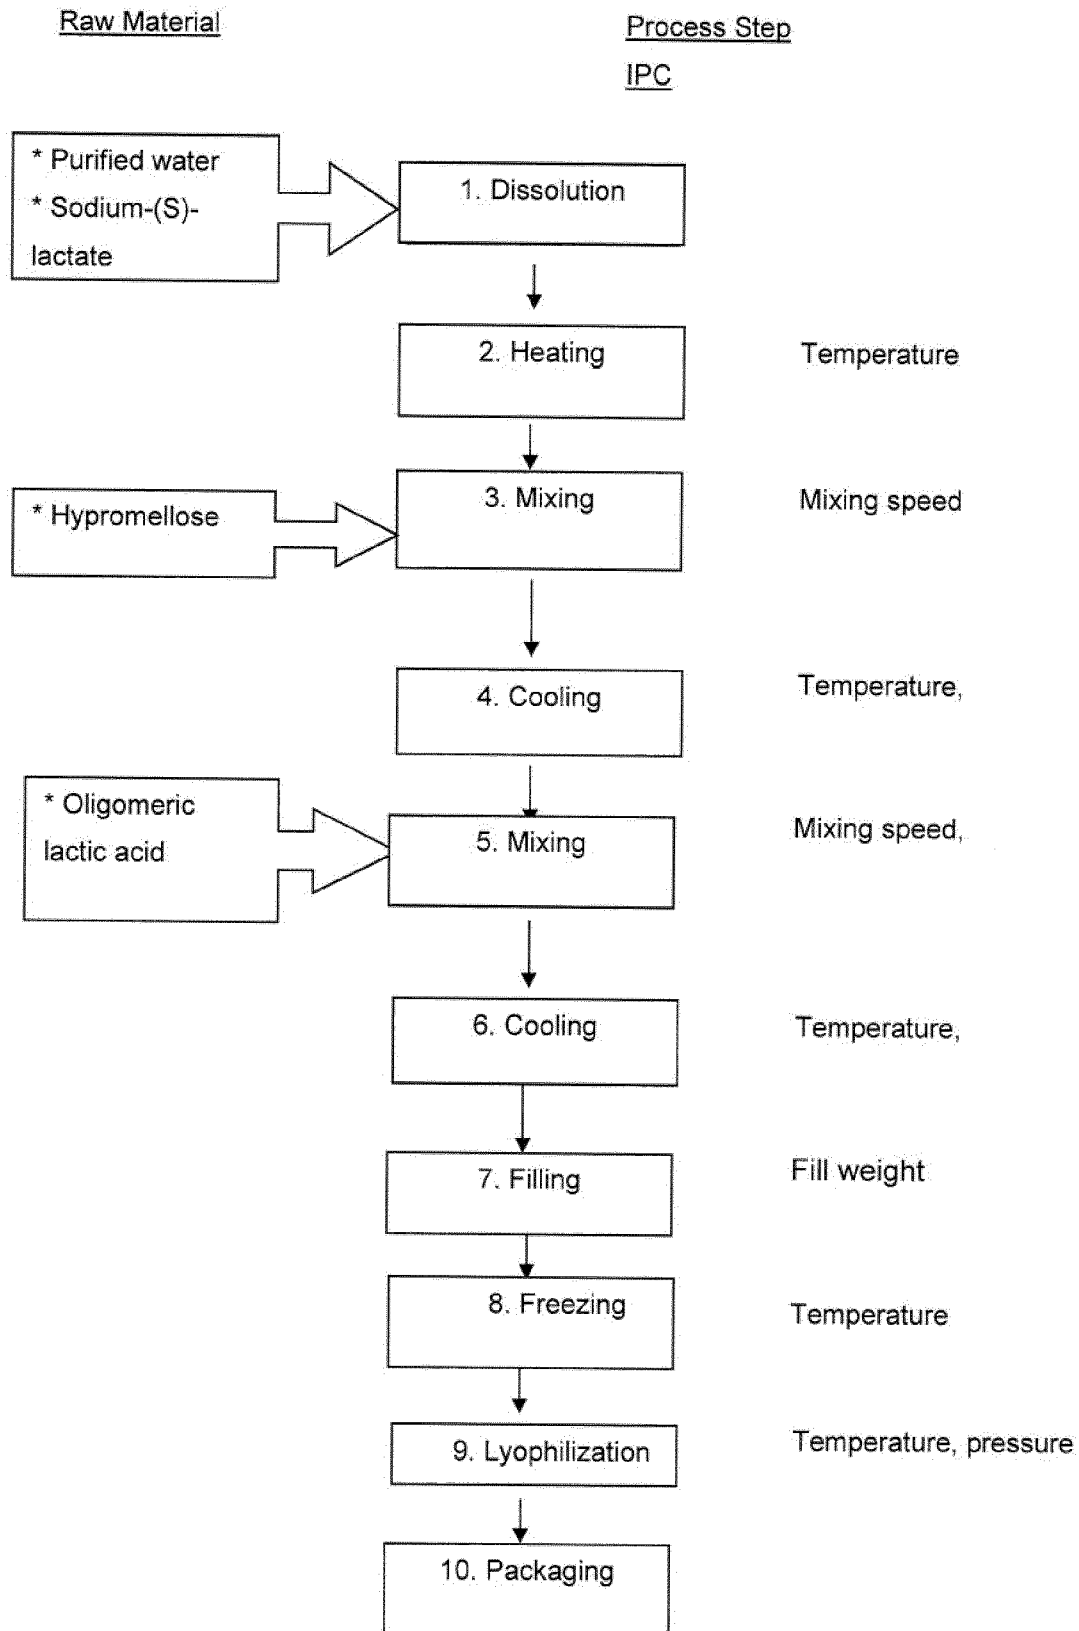 Raw Material
Process Step
IPC
* Purified water
* Sodium-(S)-
lactate
1. Dissolution
2. Heating
Temperature
* Hypromellose
3. Mixing
Mixing speed
4. Cooling
Temperature,
* Oligomeric
lactic acid
5. Mixing
Mixing speed,
6. Cooling
Temperature,
7. Filling
Fill weight
8. Freezing
Temperature
9. Lyophilization
Temperature, pressure
10. Packaging